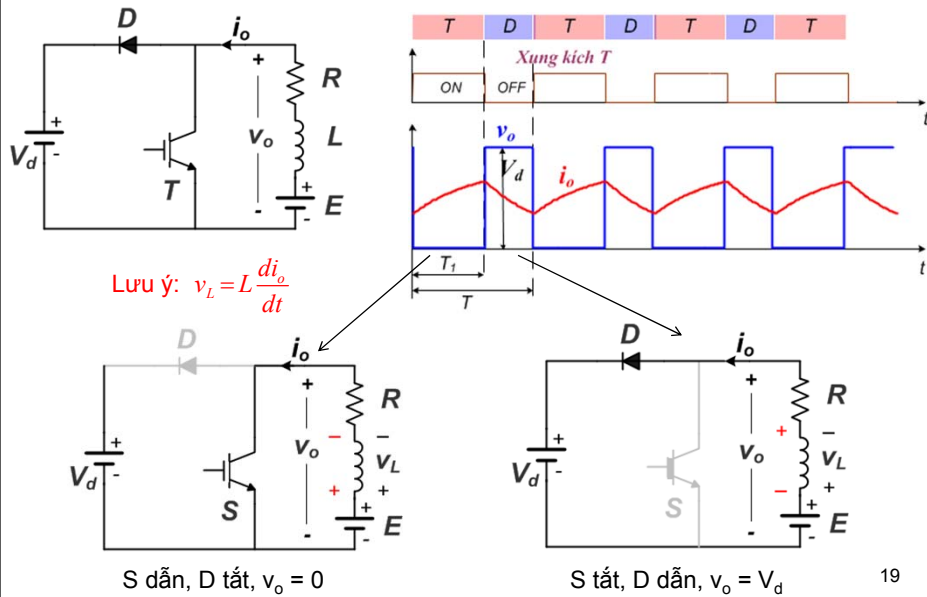 D
i_o
+
R
V_d
+
-
T
v_o
L
+
E
-
-
T D T D T D T
Xung kích T
ON OFF
t
v_o
V_d
i_o
T_1
T
t
Lưu ý: v_L = L di_o/dt
D
i_o
+
R
V_d
+
-
S
v_o
– –
v_L
+ +
+
E
-
-
S dẫn, D tắt, v_o = 0
D
i_o
+
R
V_d
+
-
S
v_o
+ –
v_L
– +
+
E
-
-
S tắt, D dẫn, v_o = V_d
19